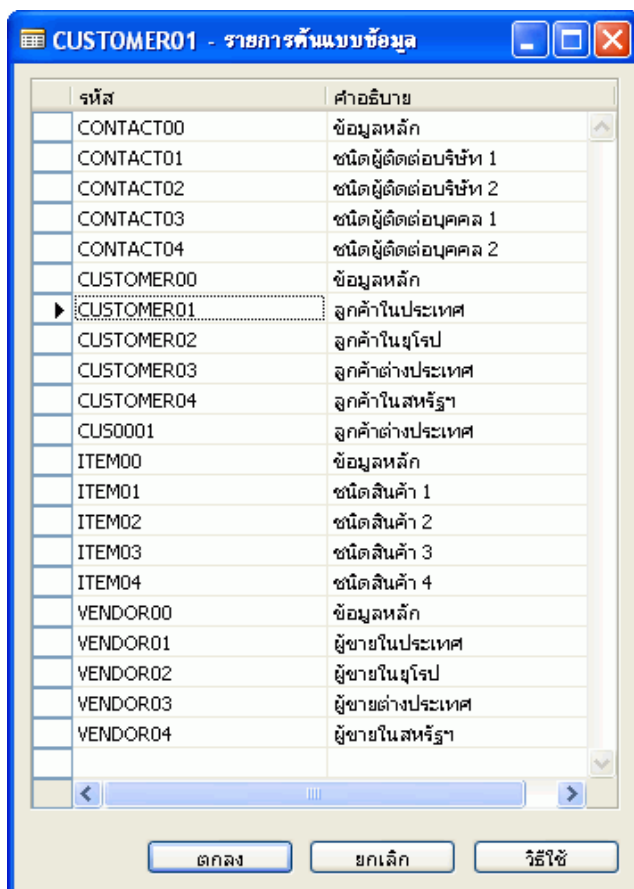 CUSTOMER01 - รายการต้นแบบข้อมูล
รหัส คำอธิบาย
CONTACT00 ข้อมูลหลัก
CONTACT01 ชนิดผู้ติดต่อบริษัท 1
CONTACT02 ชนิดผู้ติดต่อบริษัท 2
CONTACT03 ชนิดผู้ติดต่อบุคคล 1
CONTACT04 ชนิดผู้ติดต่อบุคคล 2
CUSTOMER00 ข้อมูลหลัก
CUSTOMER01 ลูกค้าในประเทศ
CUSTOMER02 ลูกค้าในยุโรป
CUSTOMER03 ลูกค้าต่างประเทศ
CUSTOMER04 ลูกค้าในสหรัฐฯ
CUS0001 ลูกค้าต่างประเทศ
ITEM00 ข้อมูลหลัก
ITEM01 ชนิดสินค้า 1
ITEM02 ชนิดสินค้า 2
ITEM03 ชนิดสินค้า 3
ITEM04 ชนิดสินค้า 4
VENDOR00 ข้อมูลหลัก
VENDOR01 ผู้ขายในประเทศ
VENDOR02 ผู้ขายในยุโรป
VENDOR03 ผู้ขายต่างประเทศ
VENDOR04 ผู้ขายในสหรัฐฯ
ตกลง ยกเลิก วิธีใช้